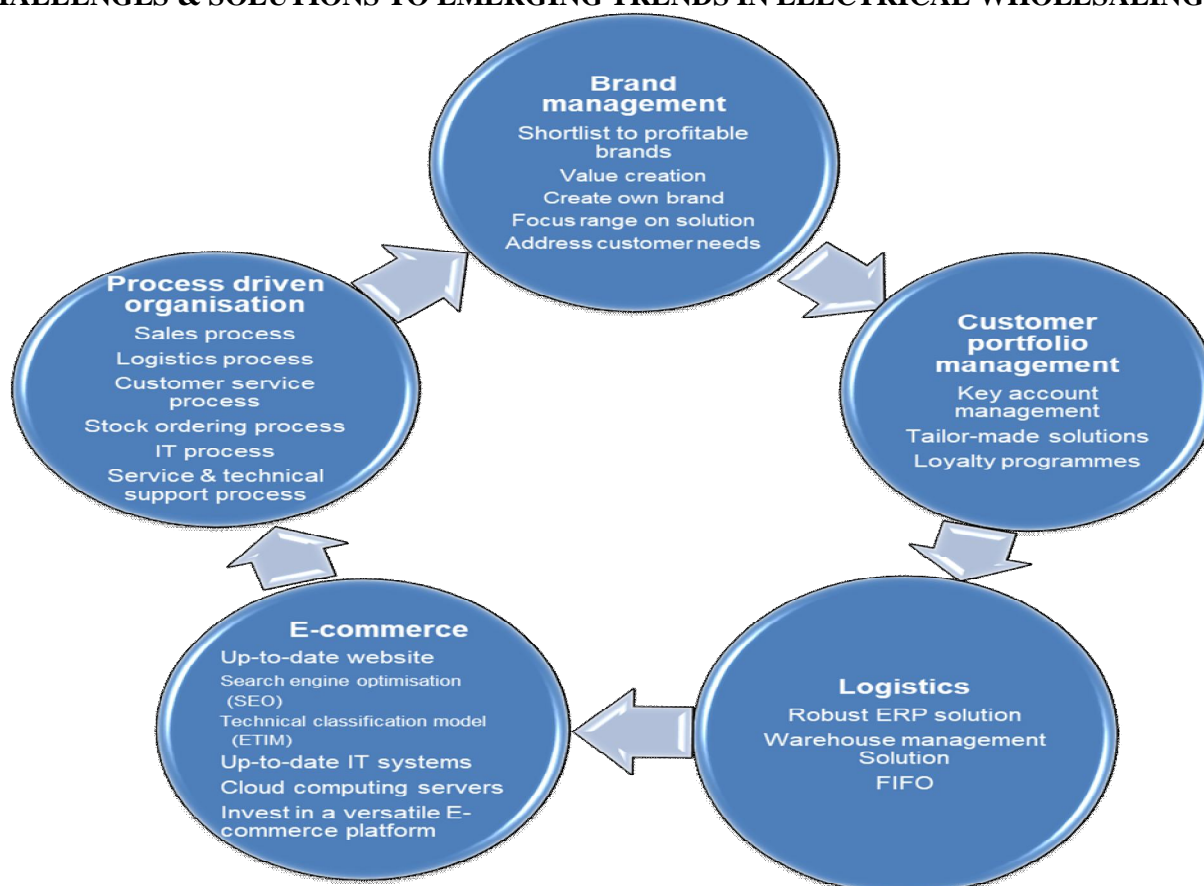 HALLENGES & SOLUTIONS TO EMERGING TRENDS IN ELECTRICAL WHOLESALING
Brand
management
Shortlist to profitable
brands
Value creation
Create own brand
Focus range on solution
Address customer needs
Customer
portfolio
management
Key account
management
Tailor-made solutions
Loyalty programmes
Logistics
Robust ERP solution
Warehouse management
Solution
FIFO
E-commerce
Up-to-date website
Search engine optimisation
(SEO)
Technical classification model
(ETIM)
Up-to-date IT systems
Cloud computing servers
Invest in a versatile E-
commerce platform
Process driven
organisation
Sales process
Logistics process
Customer service
process
Stock ordering process
IT process
Service & technical
support process